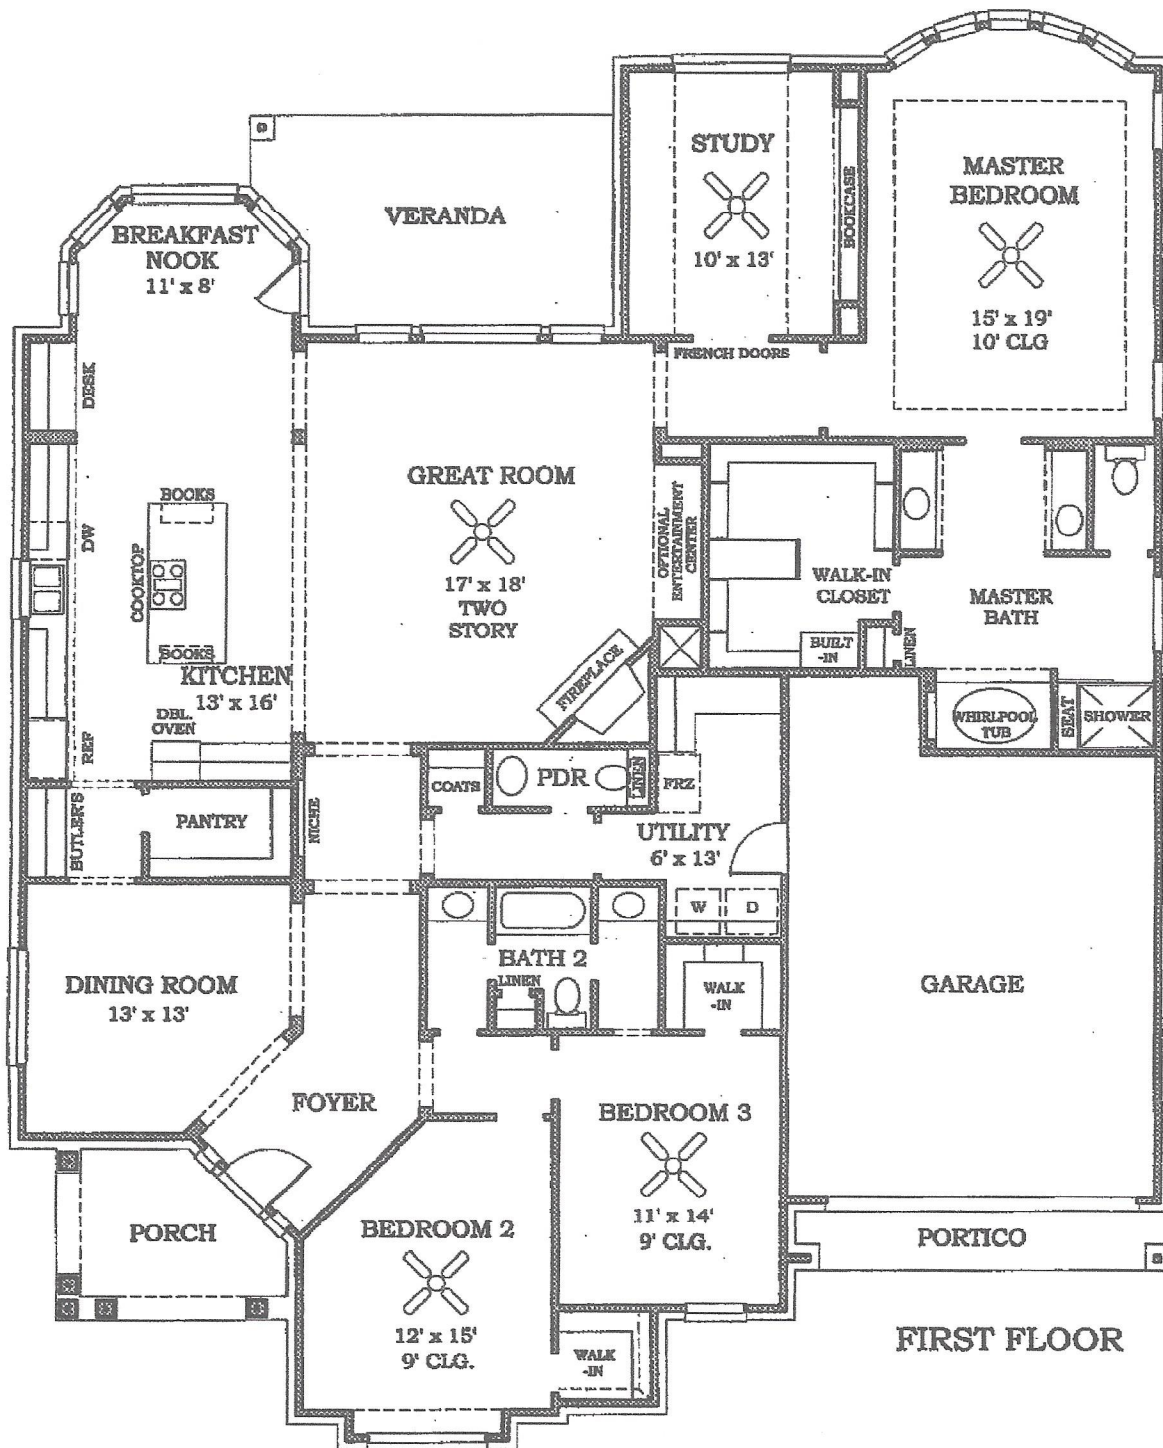 STUDY
10' x 13'
BOOKCASE
MASTER
BEDROOM
15' x 19'
10' CLG
VERANDA
BREAKFAST
NOOK
11' x 8'
FRENCH DOORS
DESK
GREAT ROOM
17' x 18'
TWO
STORY
OPTIONAL
ENTERTAINMENT
CENTER
BOOKS
DW
COOKTOP
BOOKS
KITCHEN
13' x 16'
DBL.
OVEN
REF
FIREPLACE
WALK-IN
CLOSET
BUILT
-IN
LINEN
MASTER
BATH
WHIRLPOOL
TUB
SEAT
SHOWER
COATS
PDR
LINEN
FRZ
UTILITY
6' x 13'
BUTLER'S
PANTRY
NICHE
W
D
DINING ROOM
13' x 13'
BATH 2
LINEN
WALK
-IN
GARAGE
FOYER
BEDROOM 3
11' x 14'
9' CLG.
PORCH
BEDROOM 2
12' x 15'
9' CLG.
WALK
-IN
PORTICO
FIRST FLOOR